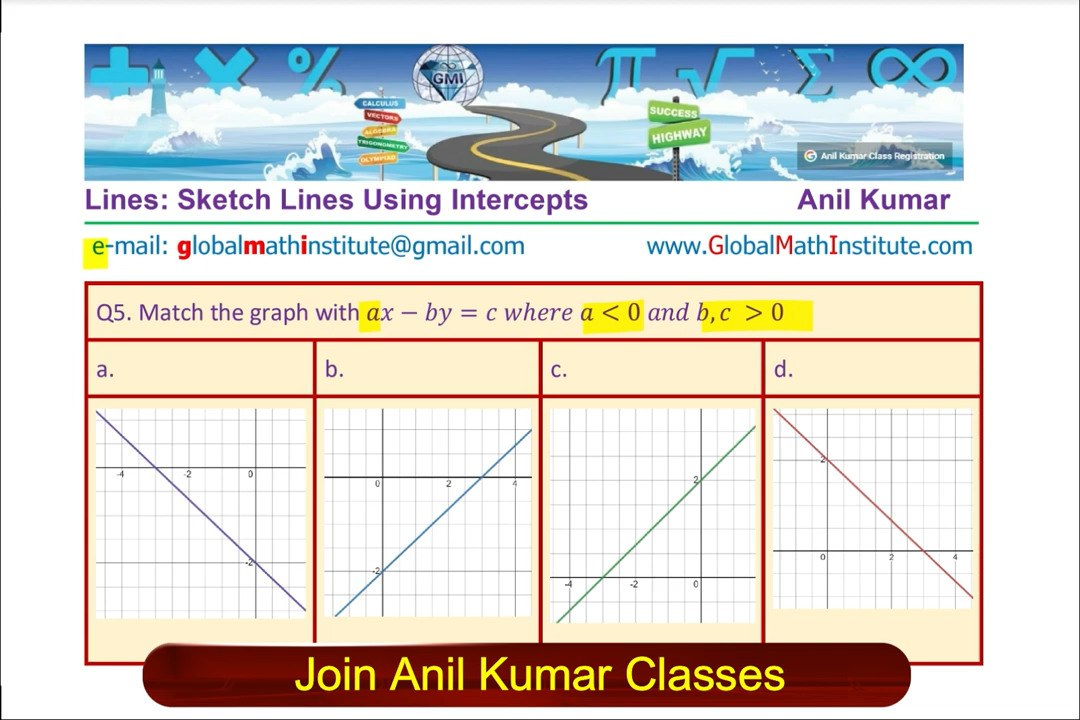 + × % GMI π √ Σ ∞
CALCULUS
VECTORS
ALGEBRA
TRIGONOMETRY
OLYMPIAD
SUCCESS
HIGHWAY
G Anil Kumar Class Registration
Lines: Sketch Lines Using Intercepts Anil Kumar
e-mail: globalmathinstitute@gmail.com www.GlobalMathInstitute.com
Q5. Match the graph with ax − by = c where a < 0 and b, c > 0
a. b. c. d.
-4 -2 0 -2
0 2 4 -2
2 -4 -2 0
2 0 2 4
Join Anil Kumar Classes